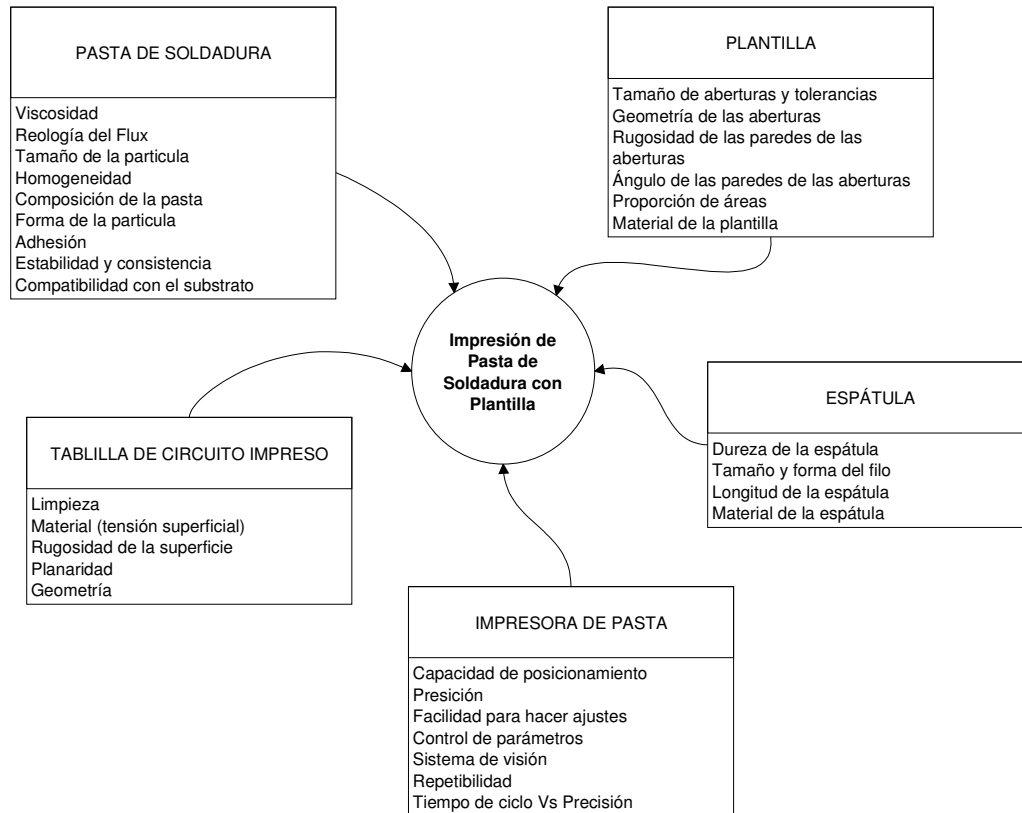 PASTA DE SOLDADURA
Viscosidad
Reología del Flux
Tamaño de la particula
Homogeneidad
Composición de la pasta
Forma de la particula
Adhesión
Estabilidad y consistencia
Compatibilidad con el substrato
PLANTILLA
Tamaño de aberturas y tolerancias
Geometría de las aberturas
Rugosidad de las paredes de las
aberturas
Ángulo de las paredes de las aberturas
Proporción de áreas
Material de la plantilla
Impresión de
Pasta de
Soldadura con
Plantilla
ESPÁTULA
Dureza de la espátula
Tamaño y forma del filo
Longitud de la espátula
Material de la espátula
TABLILLA DE CIRCUITO IMPRESO
Limpieza
Material (tensión superficial)
Rugosidad de la superficie
Planaridad
Geometría
IMPRESORA DE PASTA
Capacidad de posicionamiento
Presición
Facilidad para hacer ajustes
Control de parámetros
Sistema de visión
Repetibilidad
Tiempo de ciclo Vs Precisión